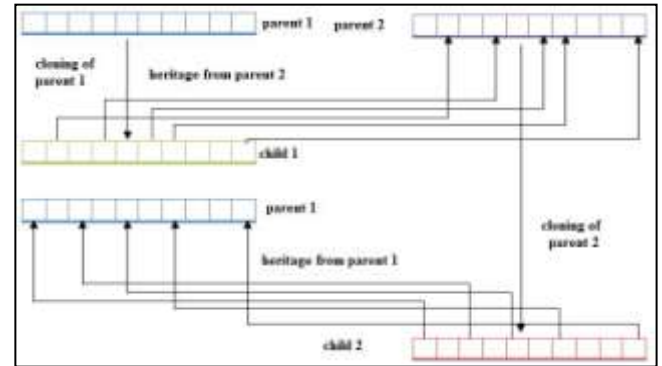 parent 1
parent 2
cloning of
parent 1
heritage from parent 2
child 1
parent 1
cloning of
parent 2
heritage from parent 1
child 2